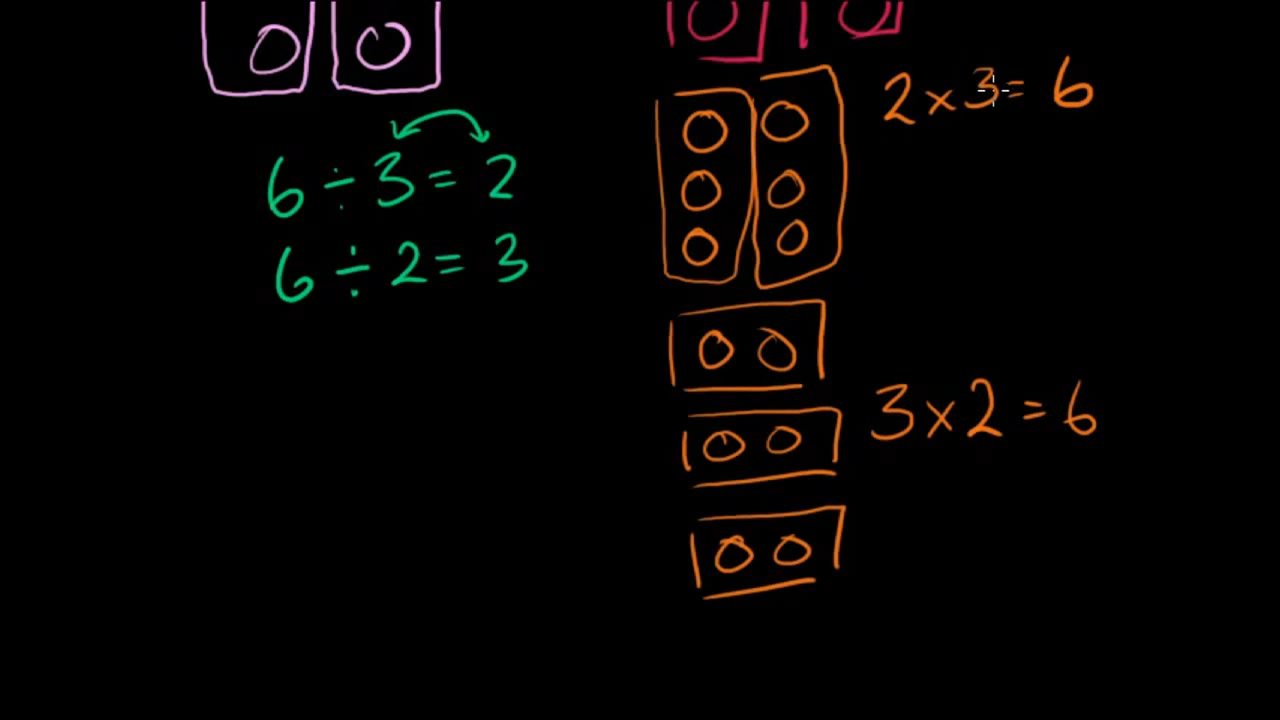 2 × 3 = 6
6 ÷ 3 = 2
6 ÷ 2 = 3
3 × 2 = 6